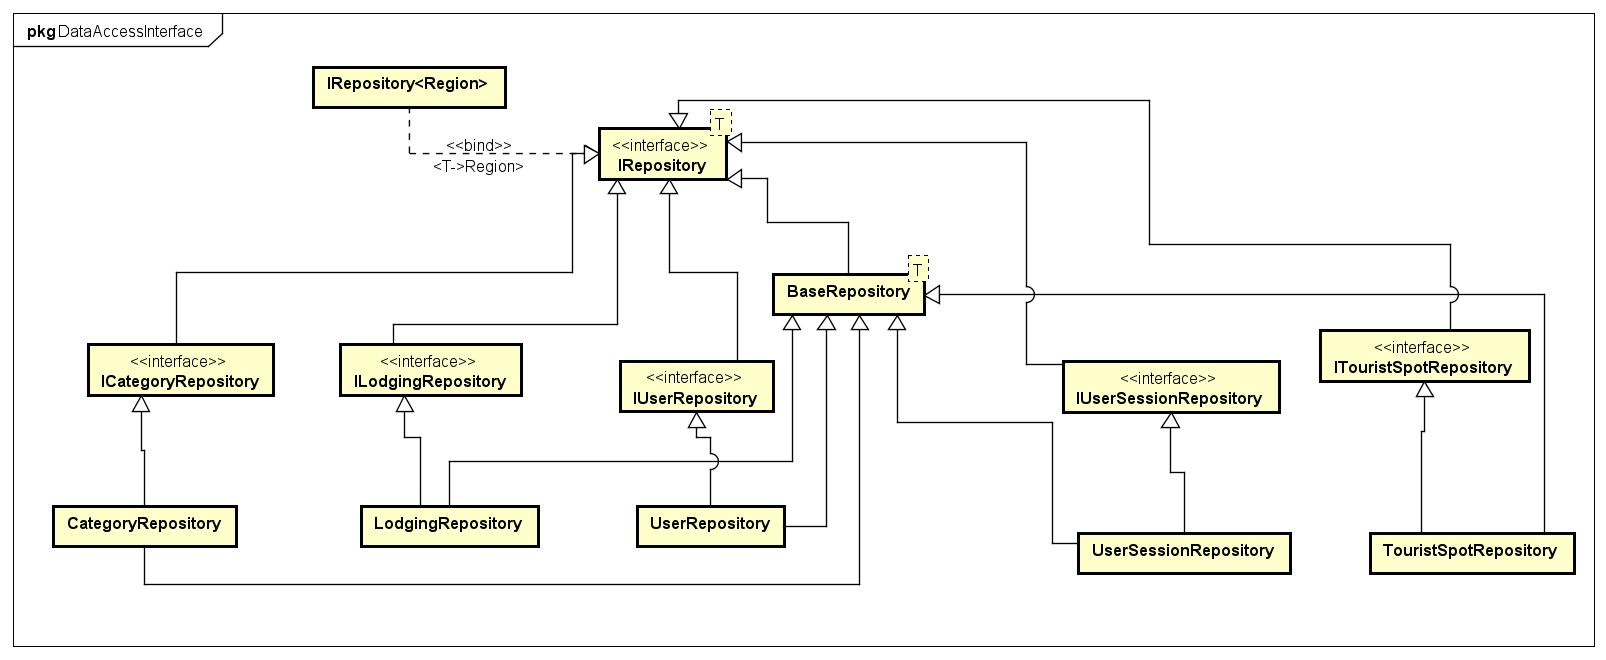 pkg DataAccessInterface
IRepository<Region>
T
<<bind>>
<T->Region>
<<interface>>
IRepository
T
BaseRepository
<<interface>>
ICategoryRepository
<<interface>>
ILodgingRepository
<<interface>>
IUserRepository
<<interface>>
IUserSessionRepository
<<interface>>
ITouristSpotRepository
CategoryRepository
LodgingRepository
UserRepository
UserSessionRepository
TouristSpotRepository